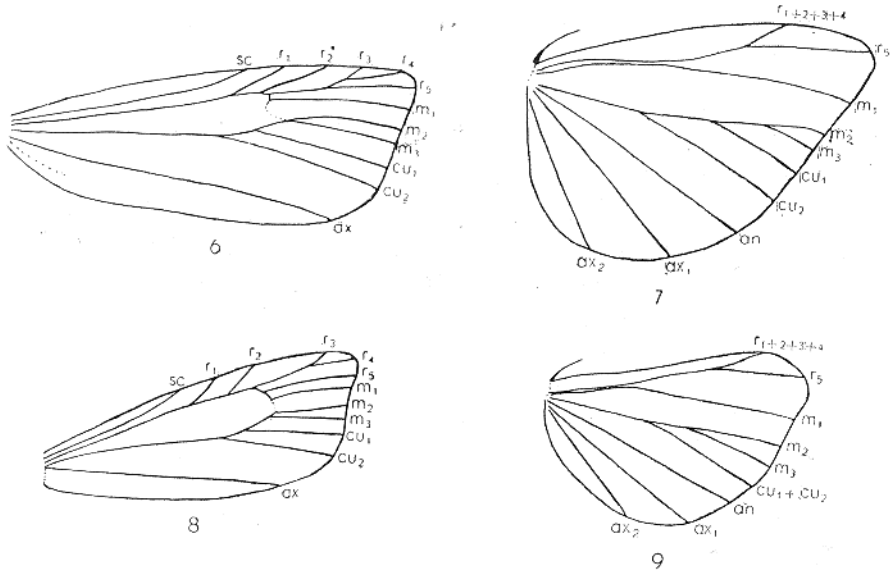 sc r₁ r₂* r₃ r₄
r₅
m₁
m₂
m₃
cu₁
cu₂
ax
6
r₁+2+3+4
r₅
m₁
m₂
m₃
cu₁
cu₂
an
ax₁
ax₂
7
sc r₁ r₂ r₃
r₄
r₅
m₁
m₂
m₃
cu₁
cu₂
ax
8
r₁+2+3+4
r₅
m₁
m₂
m₃
cu₁+cu₂
an
ax₁
ax₂
9